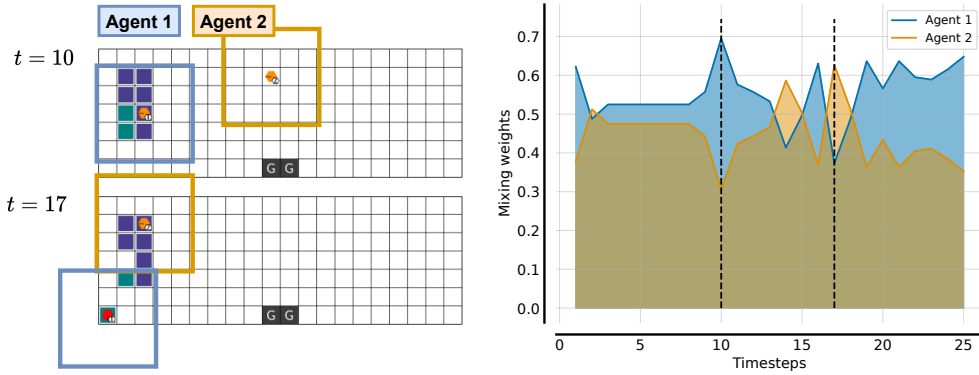 Agent 1
Agent 2
t = 10
G G
t = 17
G G
Agent 1
Agent 2
Mixing weights
0.7
0.6
0.5
0.4
0.3
0.2
0.1
0.0
0 5 10 15 20 25
Timesteps